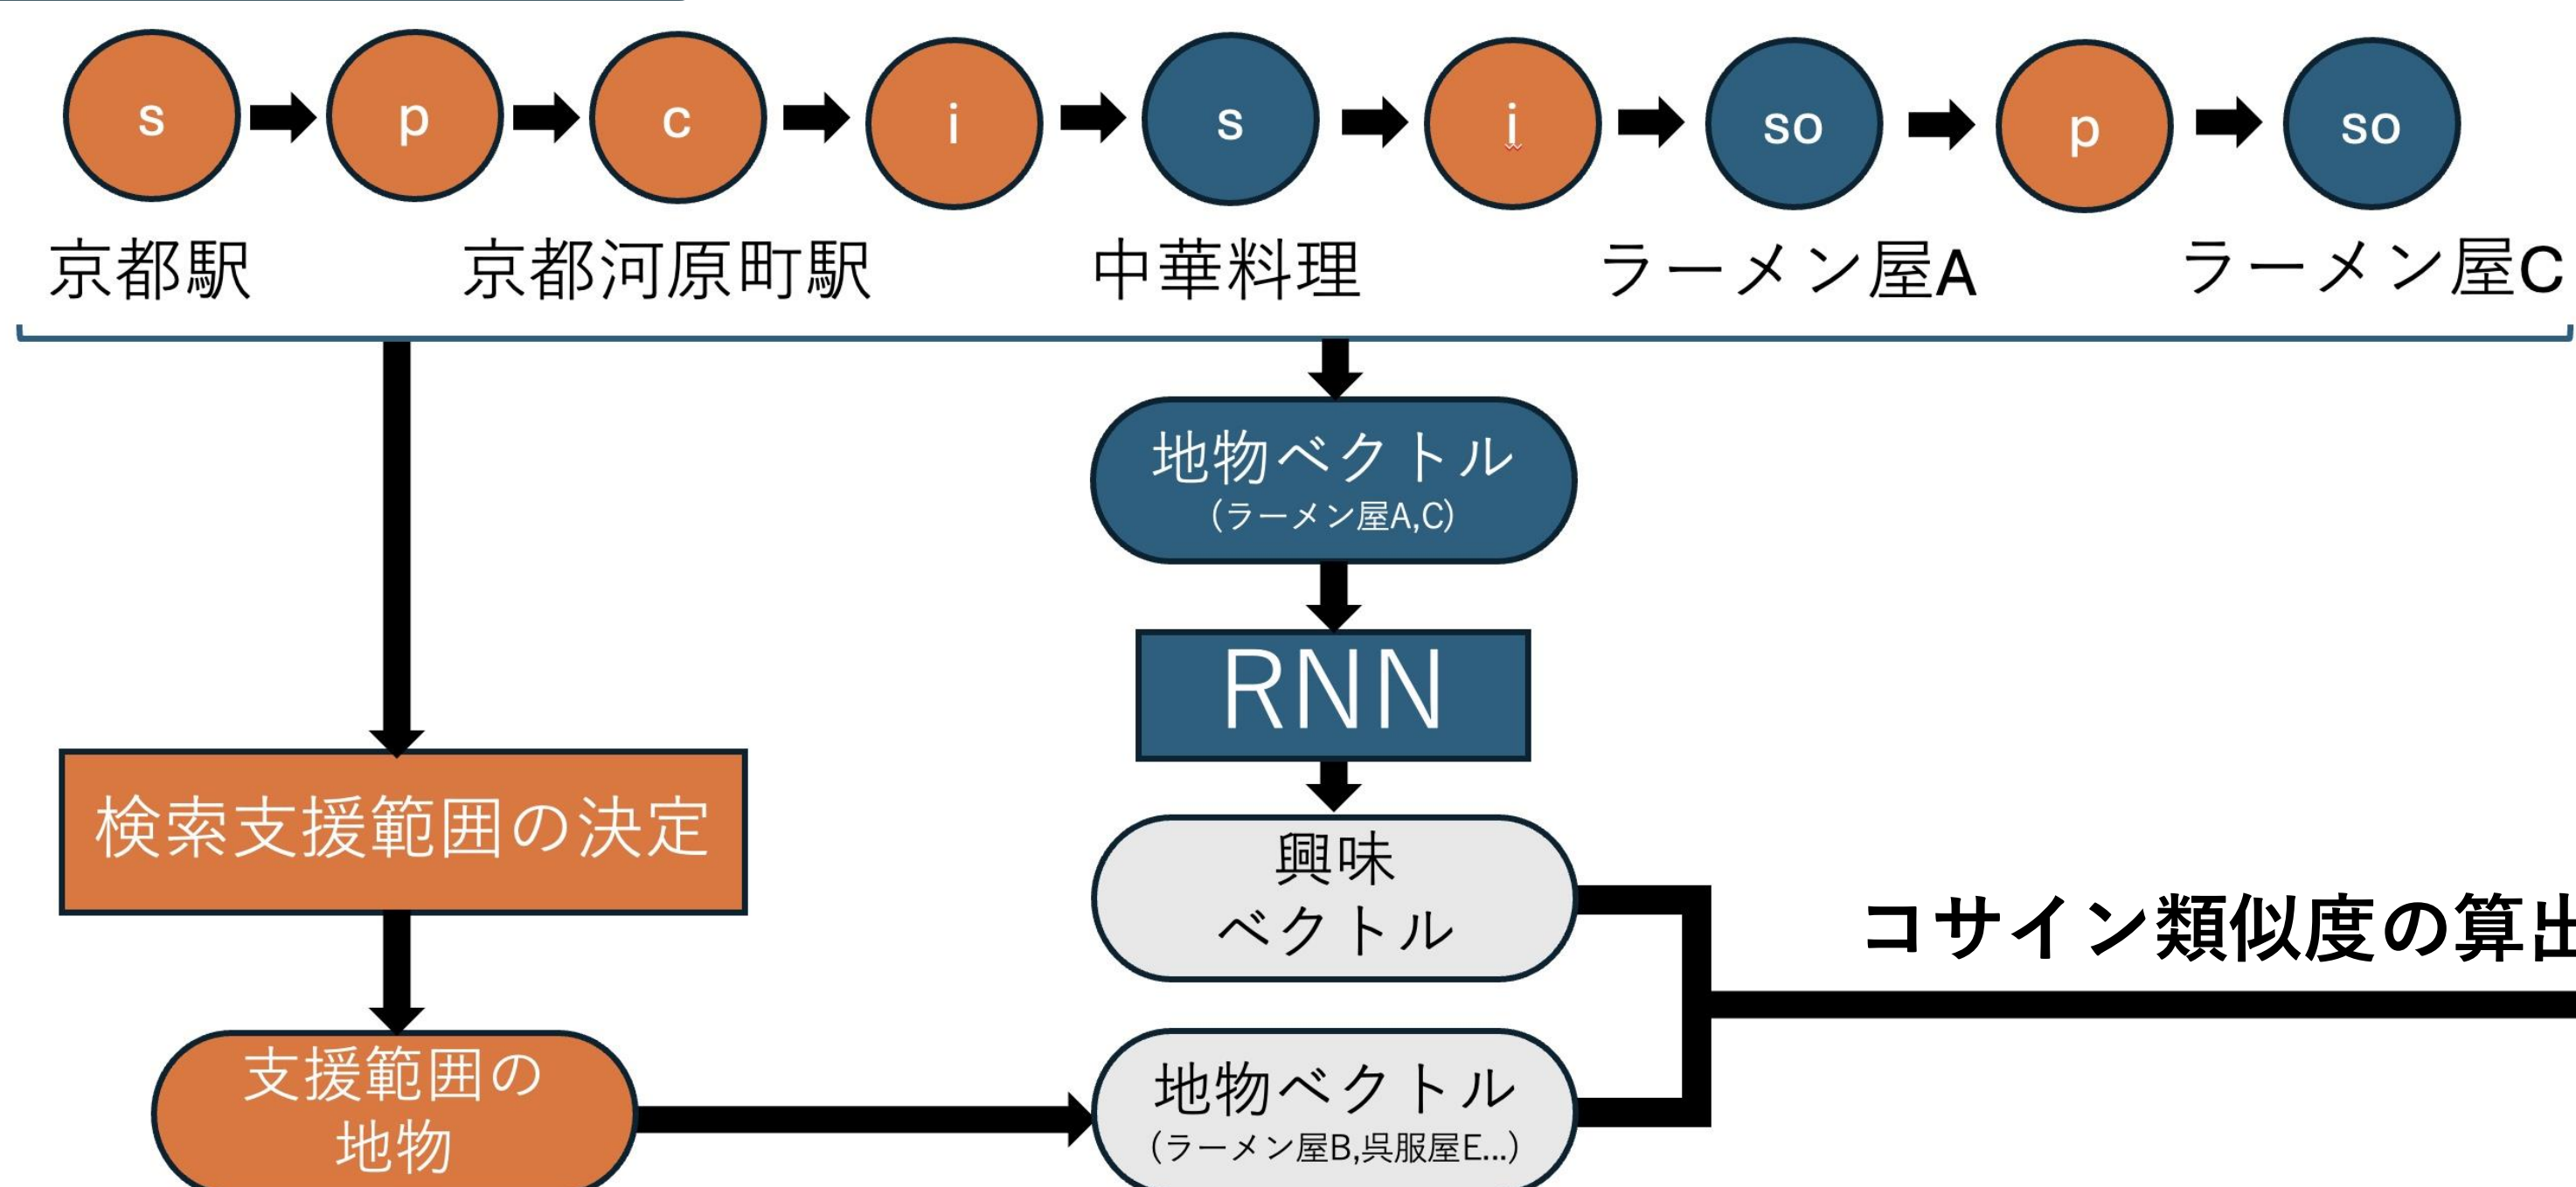 s p c i s i so p so
京都駅 京都河原町駅 中華料理 ラーメン屋A ラーメン屋C
地物ベクトル
(ラーメン屋A,C)
RNN
検索支援範囲の決定
興味
ベクトル
コサイン類似度の算出
支援範囲の
地物
地物ベクトル
(ラーメン屋B,呉服屋E...)